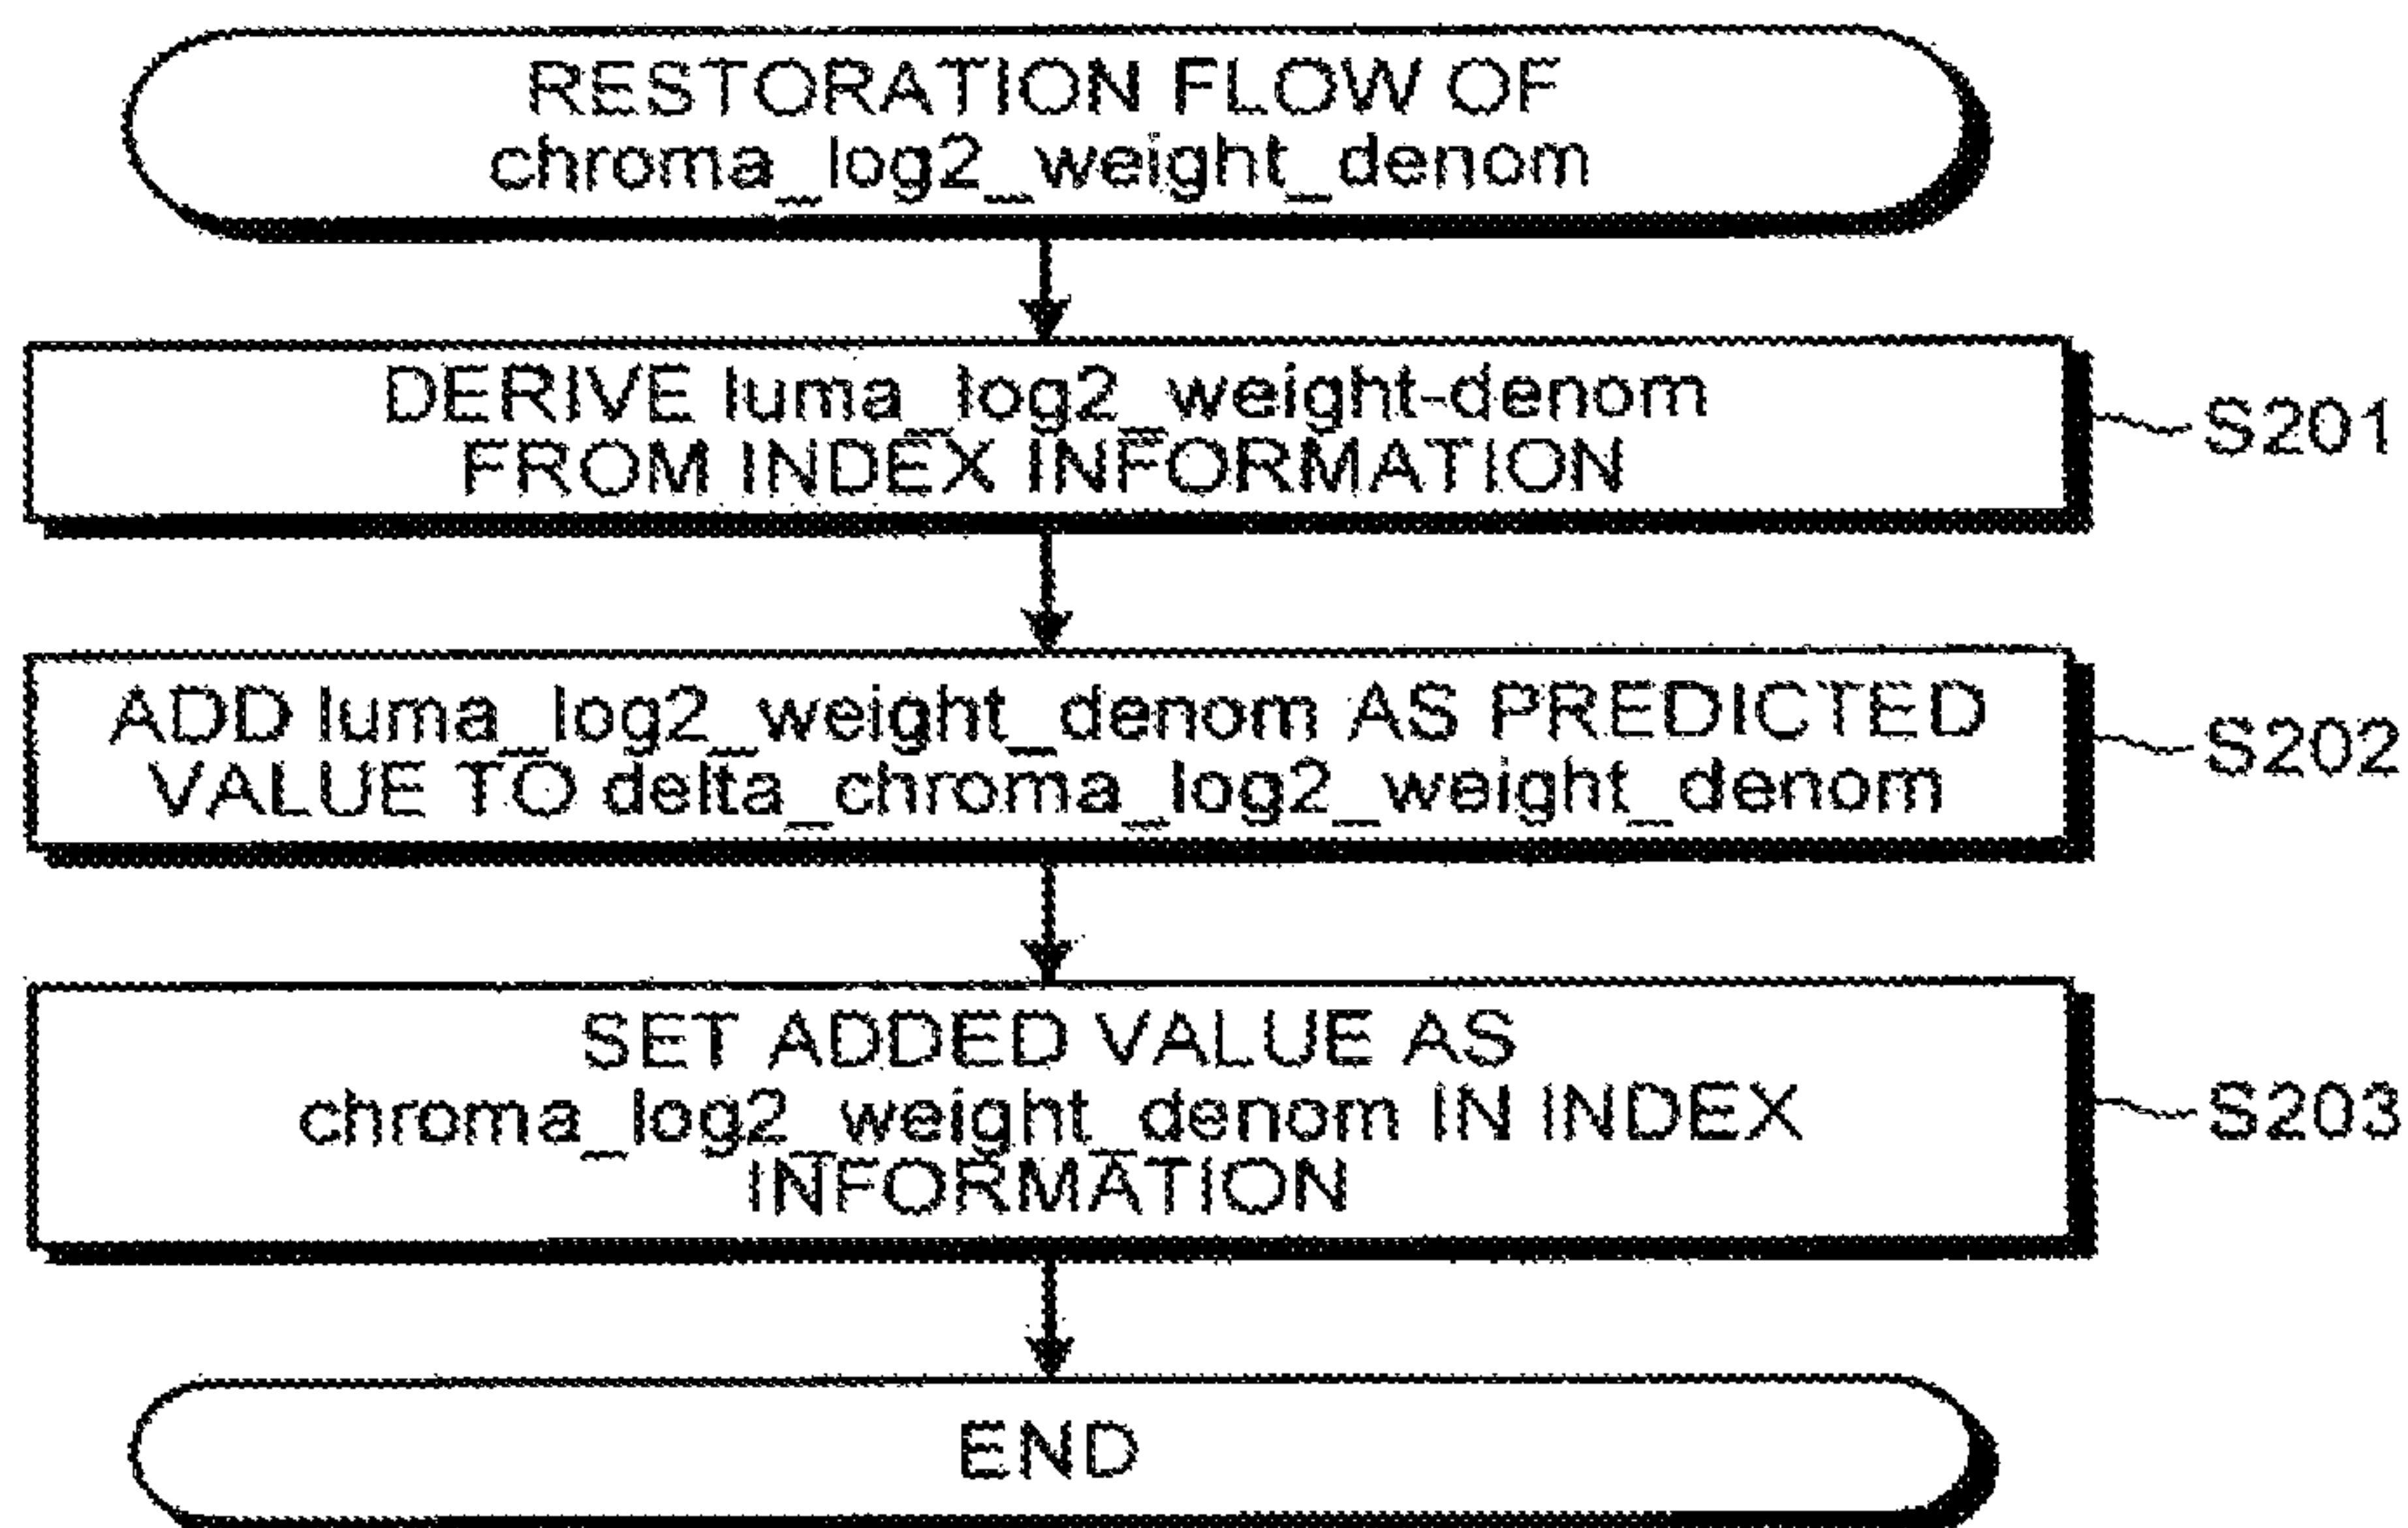 RESTORATION FLOW OF
chroma_log2_weight_denom
DERIVE luma_log2_weight-denom
FROM INDEX INFORMATION
S201
ADD luma_log2_weight_denom AS PREDICTED
VALUE TO delta_chroma_log2_weight_denom
S202
SET ADDED VALUE AS
chroma_log2_weight_denom IN INDEX
INFORMATION
S203
END